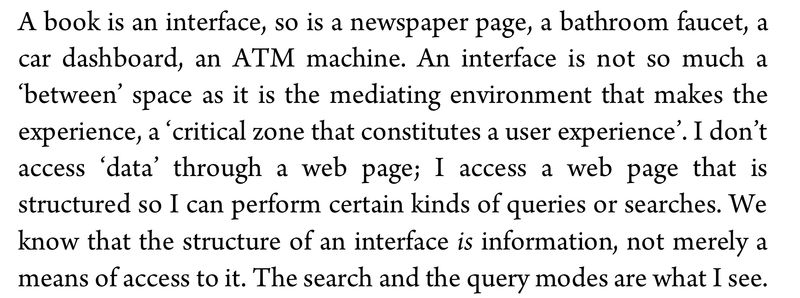 A book is an interface, so is a newspaper page, a bathroom faucet, a
car dashboard, an ATM machine. An interface is not so much a
‘between’ space as it is the mediating environment that makes the
experience, a ‘critical zone that constitutes a user experience’. I don’t
access ‘data’ through a web page; I access a web page that is
structured so I can perform certain kinds of queries or searches. We
know that the structure of an interface is information, not merely a
means of access to it. The search and the query modes are what I see.